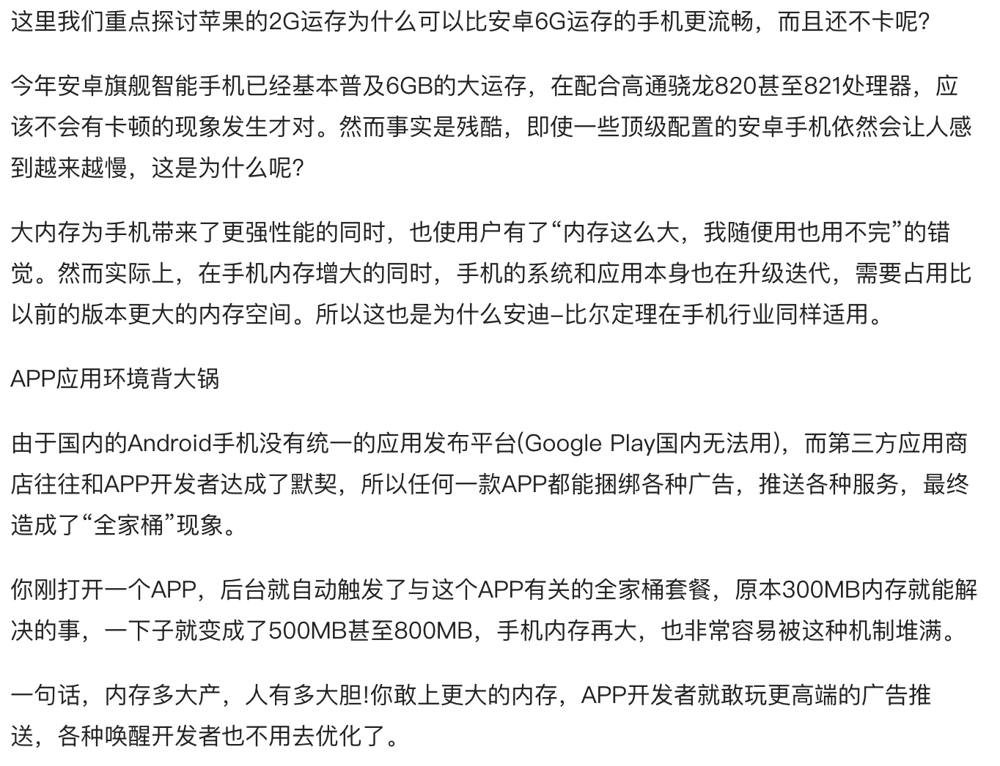 这里我们重点探讨苹果的2G运存为什么可以比安卓6G运存的手机更流畅，而且还不卡呢？
今年安卓旗舰智能手机已经基本普及6GB的大运存，在配合高通骁龙820甚至821处理器，应
该不会有卡顿的现象发生才对。然而事实是残酷，即使一些顶级配置的安卓手机依然会让人感
到越来越慢，这是为什么呢？
大内存为手机带来了更强性能的同时，也使用户有了“内存这么大，我随便用也用不完”的错
觉。然而实际上，在手机内存增大的同时，手机的系统和应用本身也在升级迭代，需要占用比
以前的版本更大的内存空间。所以这也是为什么安迪–比尔定理在手机行业同样适用。
APP应用环境背大锅
由于国内的Android手机没有统一的应用发布平台(Google Play国内无法用)，而第三方应用商
店往往和APP开发者达成了默契，所以任何一款APP都能捆绑各种广告，推送各种服务，最终
造成了“全家桶”现象。
你刚打开一个APP，后台就自动触发了与这个APP有关的全家桶套餐，原本300MB内存就能解
决的事，一下子就变成了500MB甚至800MB，手机内存再大，也非常容易被这种机制堆满。
一句话，内存多大产，人有多大胆!你敢上更大的内存，APP开发者就敢玩更高端的广告推
送，各种唤醒开发者也不用去优化了。